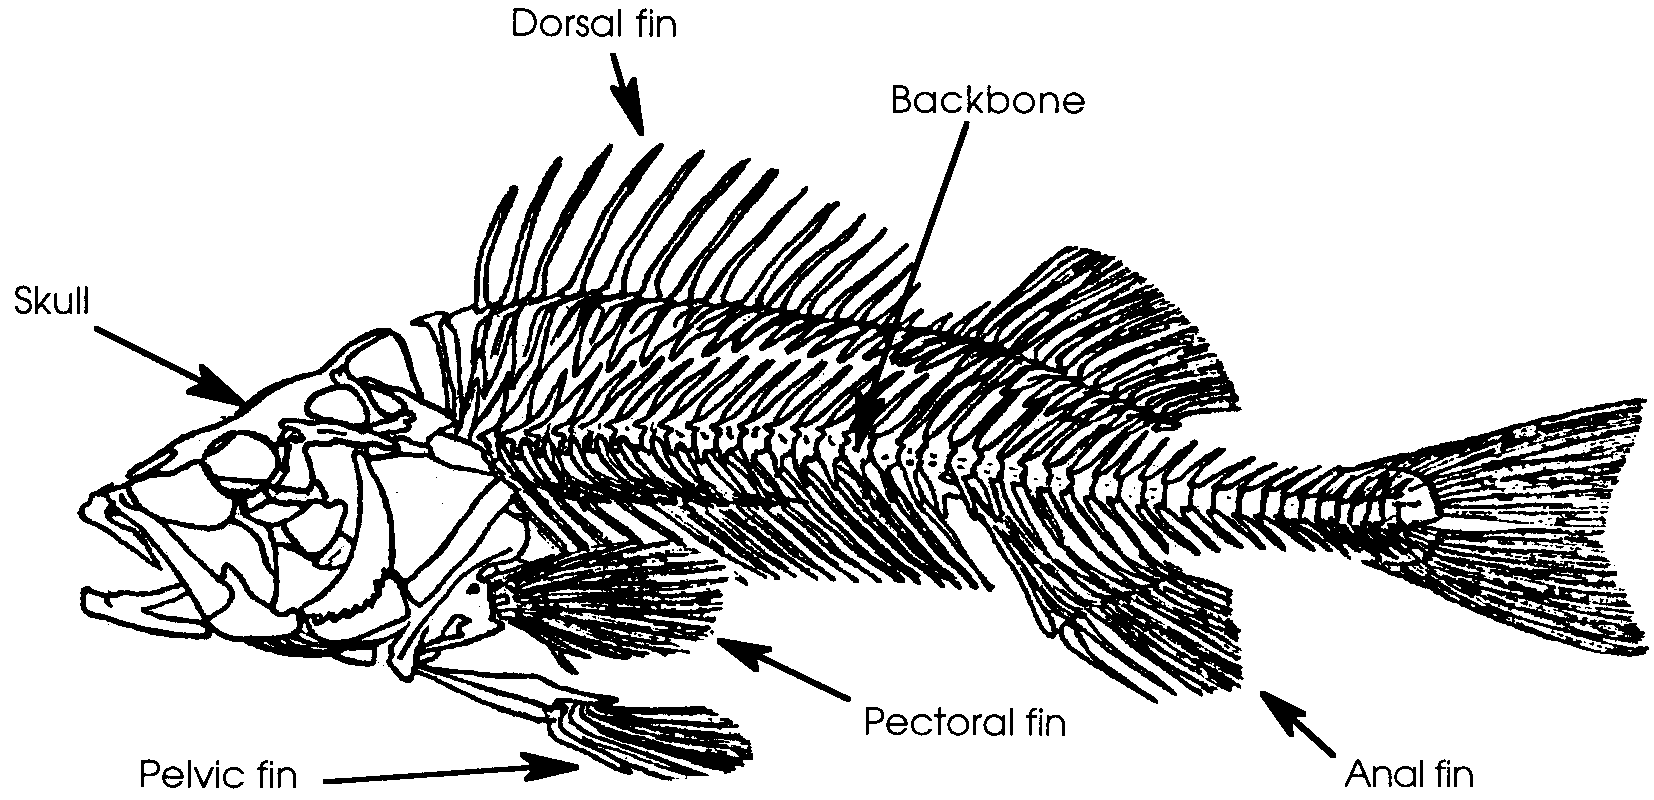 Dorsal fin
Backbone
Skull
Pectoral fin
Pelvic fin
Anal fin